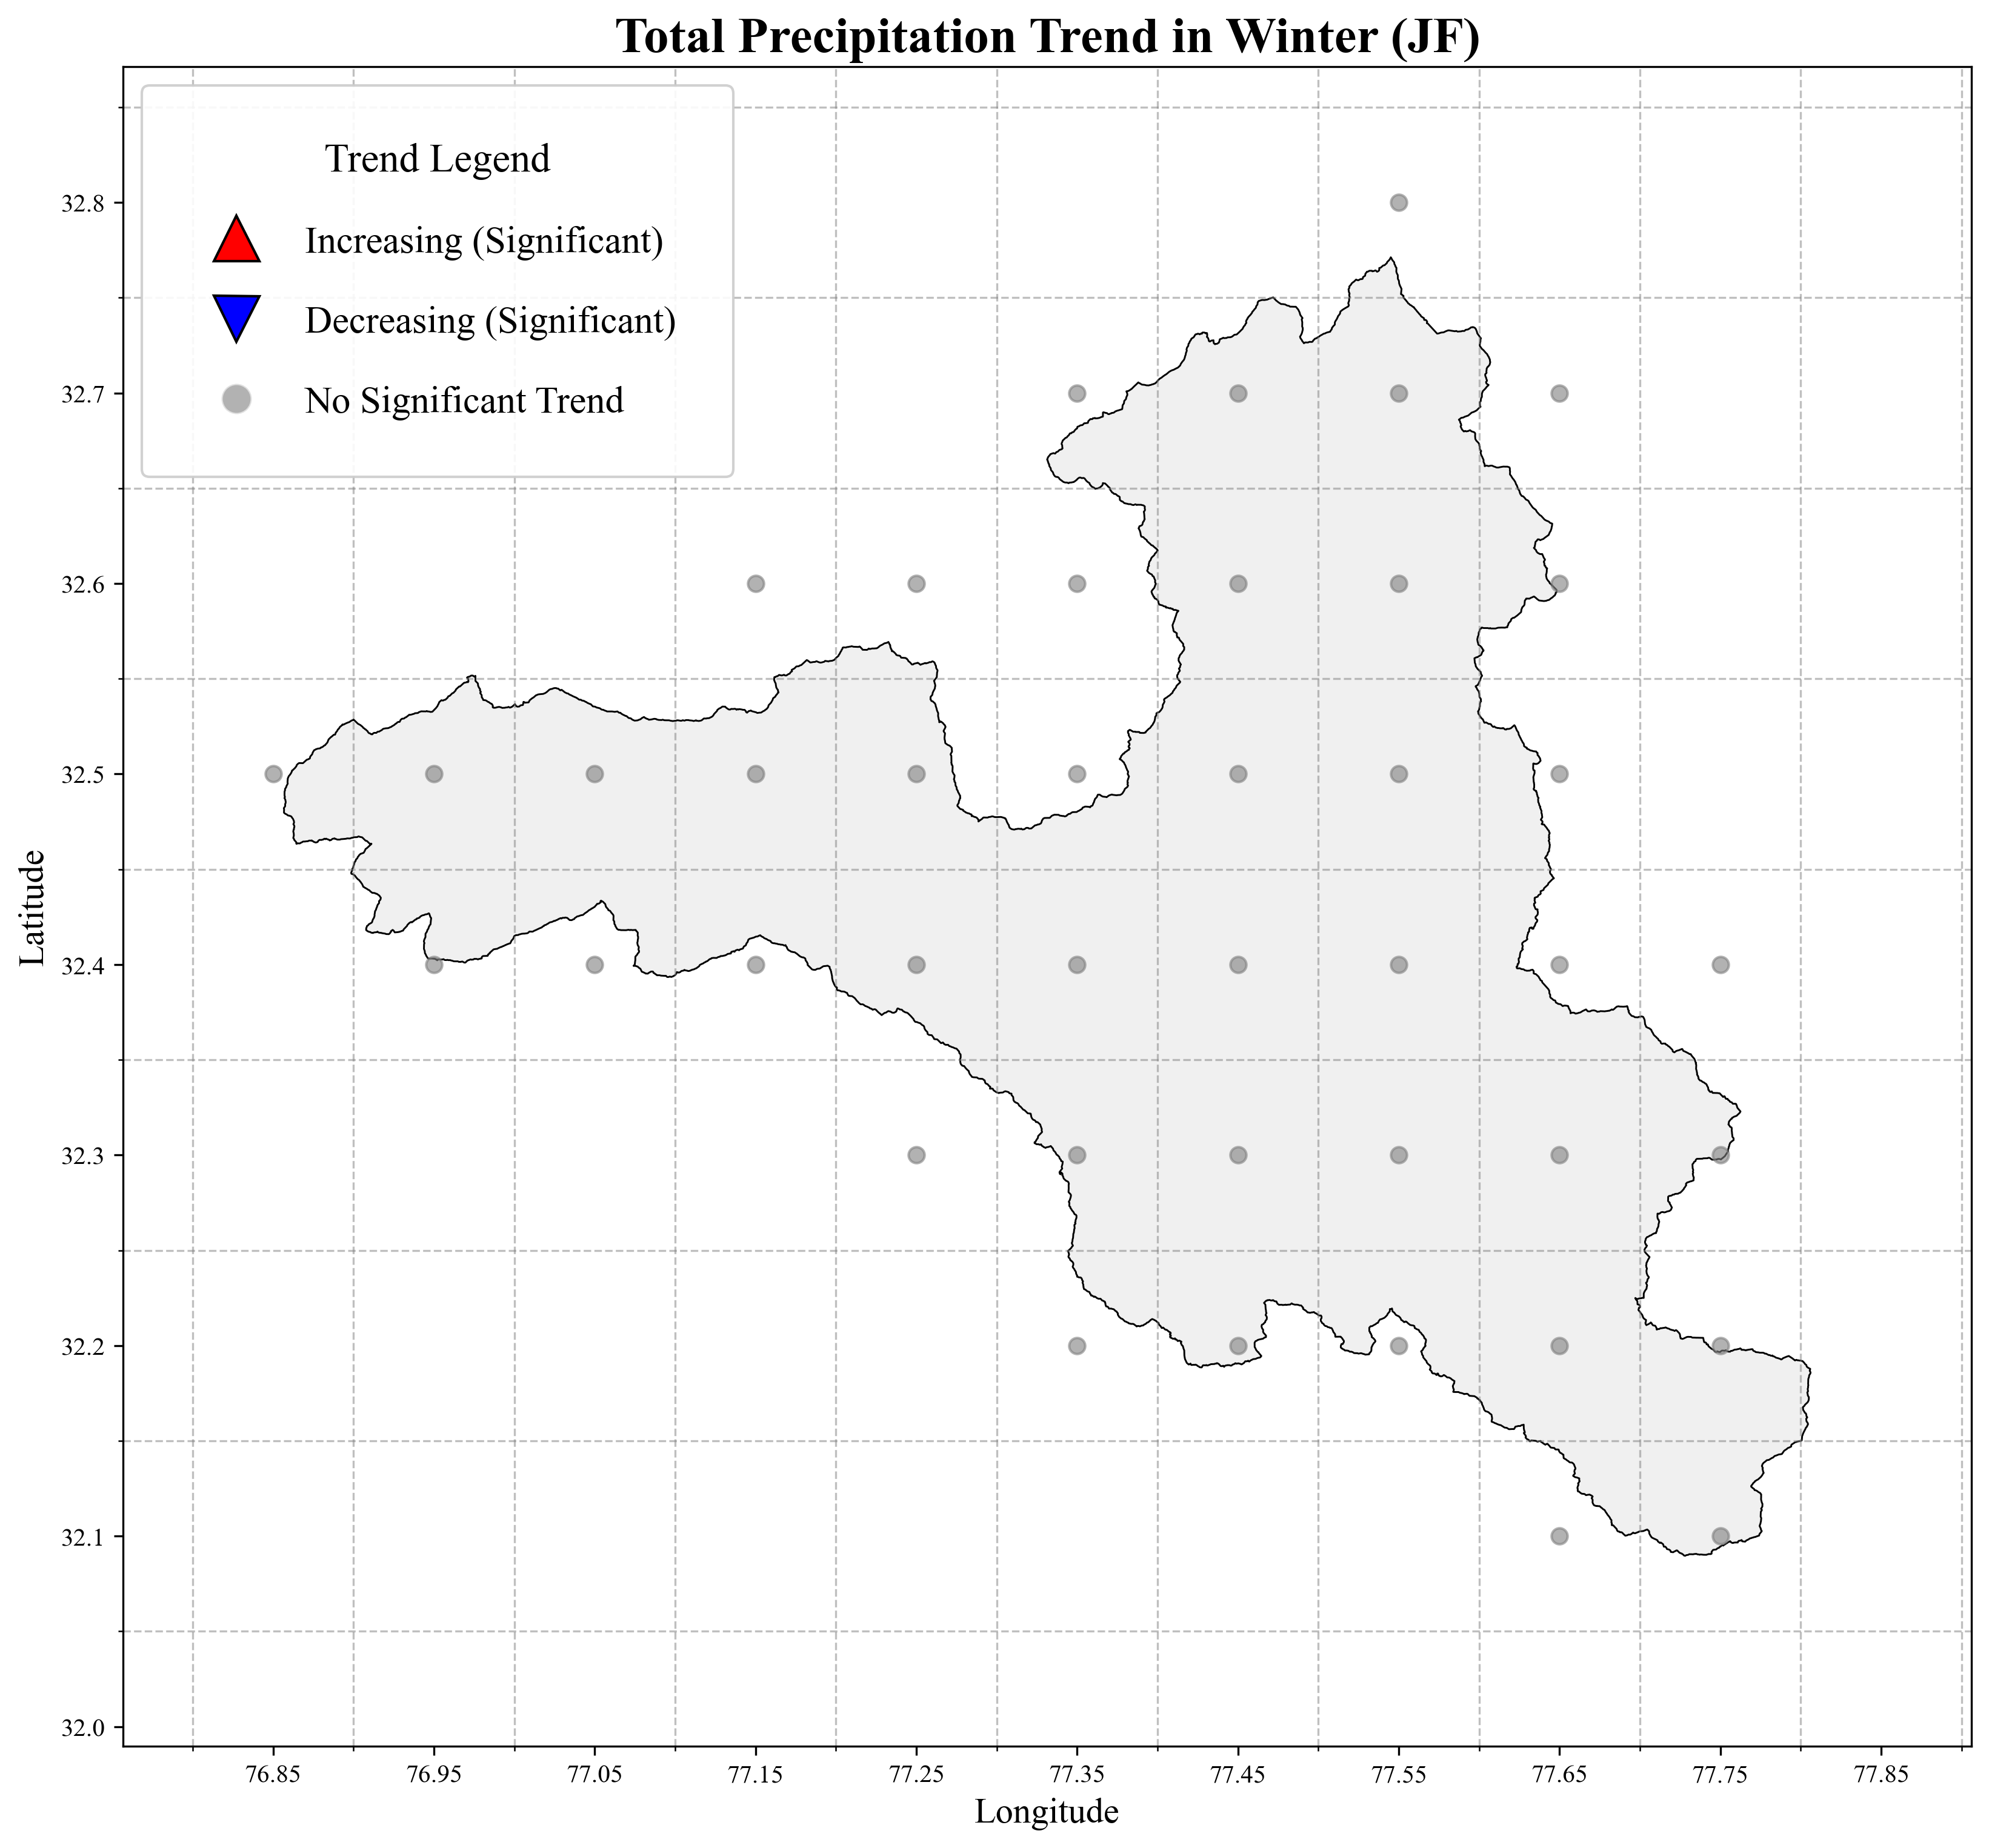 Total Precipitation Trend in Winter (JF)
Trend Legend
Increasing (Significant)
Decreasing (Significant)
No Significant Trend
Latitude
32.8
32.7
32.6
32.5
32.4
32.3
32.2
32.1
32.0
76.85 76.95 77.05 77.15 77.25 77.35 77.45 77.55 77.65 77.75 77.85
Longitude